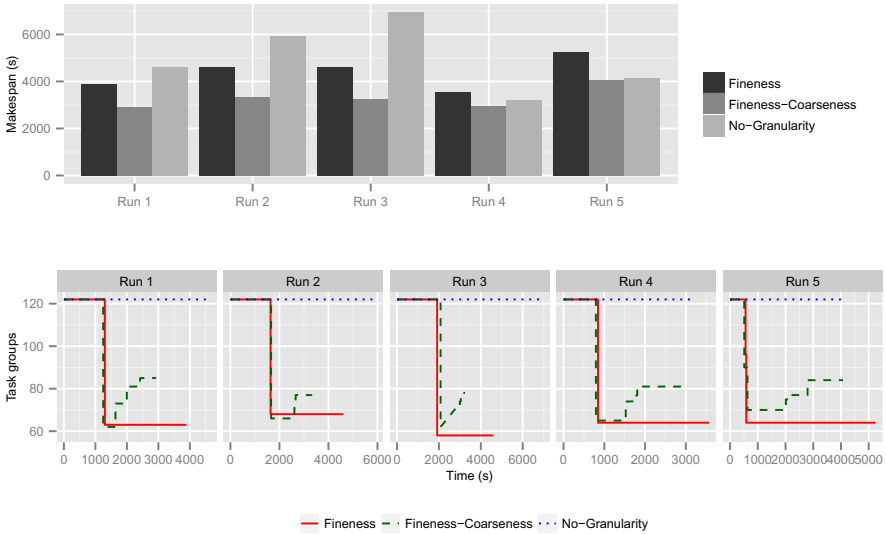 Makespan (s)
6000
4000
2000
0
Run 1 Run 2 Run 3 Run 4 Run 5
Fineness
Fineness−Coarseness
No−Granularity
Run 1 Run 2 Run 3 Run 4 Run 5
Task groups
120
100
80
60
0 1000 2000 3000 4000 0 2000 4000 6000 0 2000 4000 6000 0 1000 2000 3000 0 1000 2000 3000 4000 5000
Time (s)
Fineness Fineness−Coarseness No−Granularity